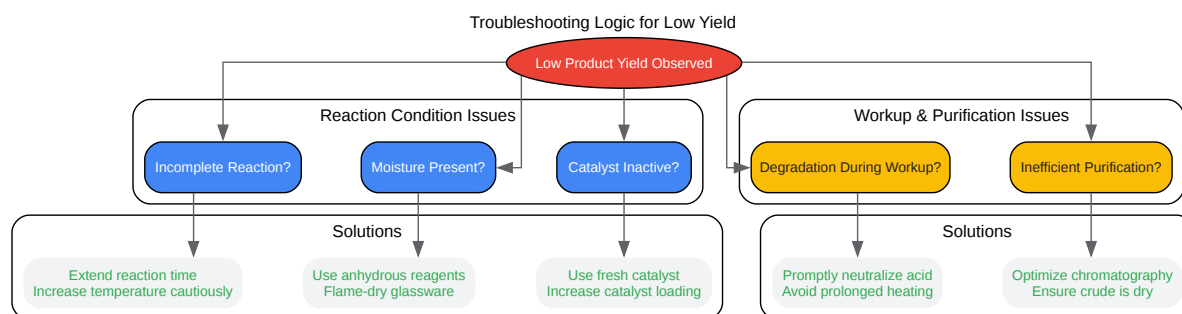 Troubleshooting Logic for Low Yield
Low Product Yield Observed
Reaction Condition Issues
Workup & Purification Issues
Incomplete Reaction?
Moisture Present?
Catalyst Inactive?
Degradation During Workup?
Inefficient Purification?
Solutions
Solutions
Extend reaction time
Increase temperature cautiously
Use anhydrous reagents
Flame-dry glassware
Use fresh catalyst
Increase catalyst loading
Promptly neutralize acid
Avoid prolonged heating
Optimize chromatography
Ensure crude is dry